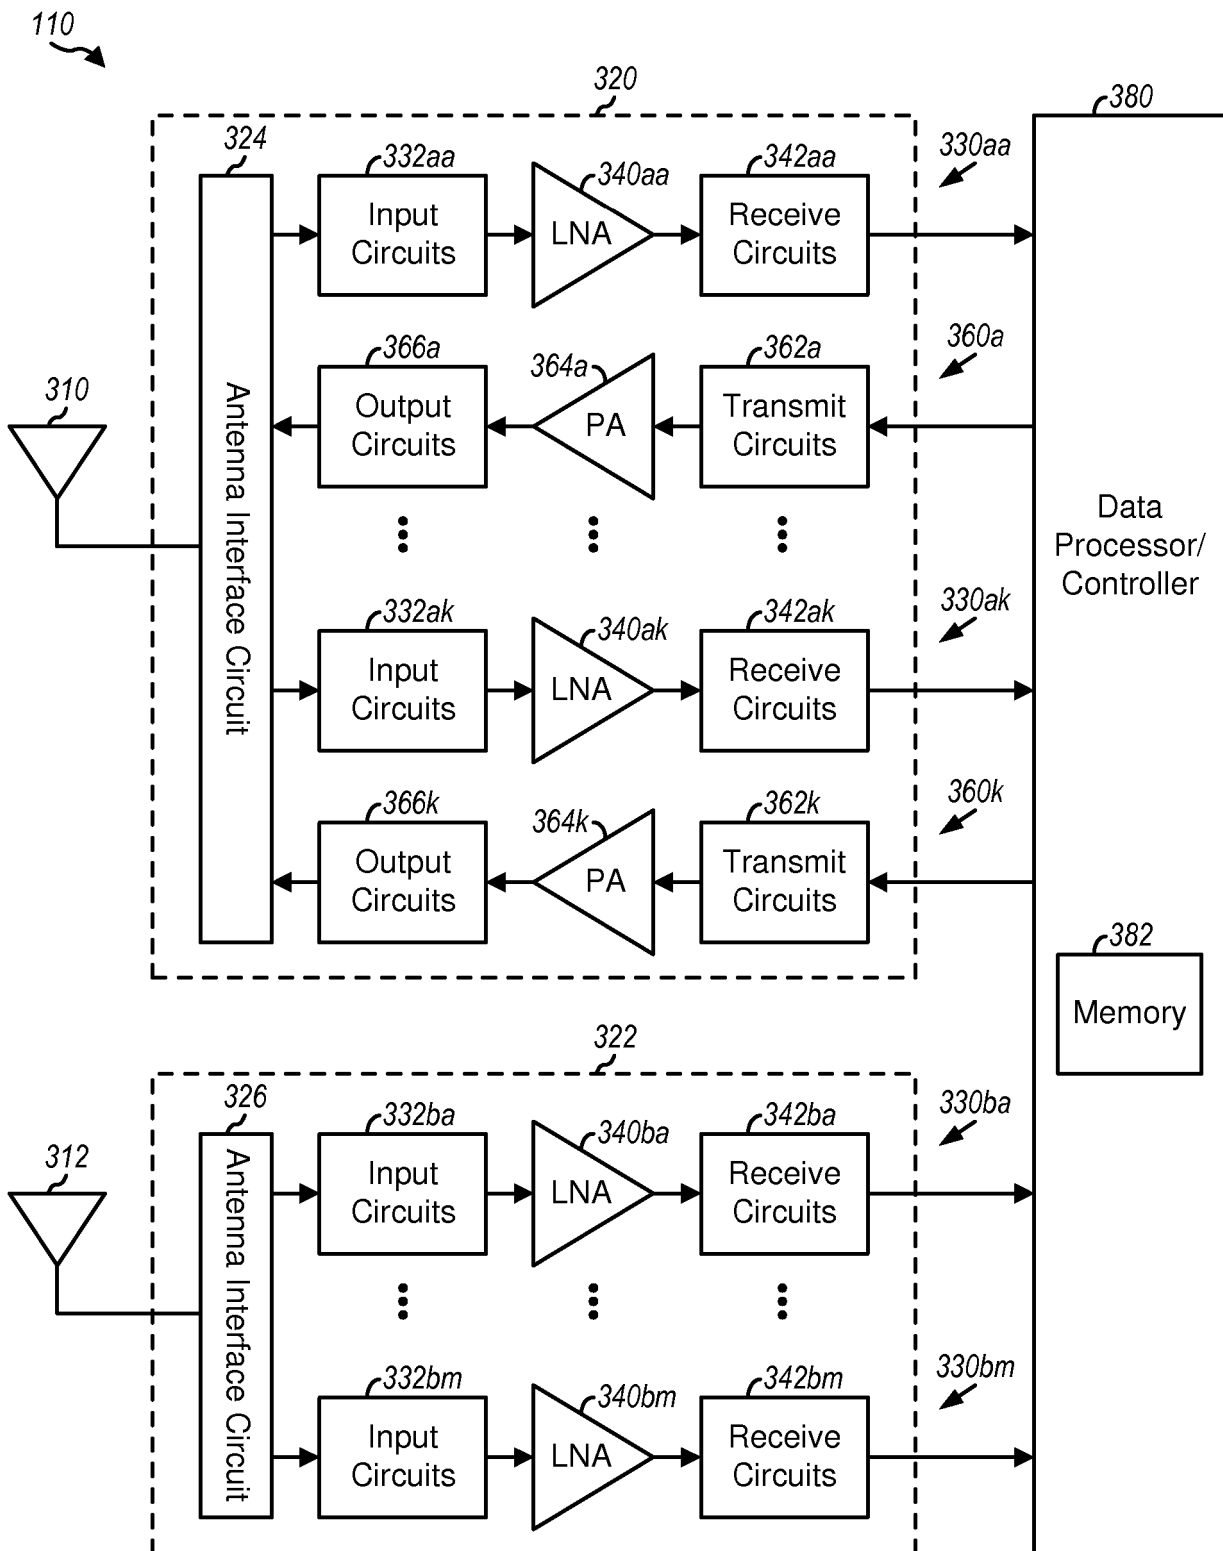 110
320
380
324
332aa
340aa
342aa
330aa
Input
Circuits
LNA
Receive
Circuits
366a
364a
362a
360a
310
Output
Circuits
PA
Transmit
Circuits
Antenna Interface Circuit
Data
Processor/
Controller
332ak
340ak
342ak
330ak
Input
Circuits
LNA
Receive
Circuits
366k
364k
362k
360k
Output
Circuits
PA
Transmit
Circuits
382
Memory
322
326
332ba
340ba
342ba
330ba
312
Input
Circuits
LNA
Receive
Circuits
Antenna Interface Circuit
332bm
340bm
342bm
330bm
Input
Circuits
LNA
Receive
Circuits